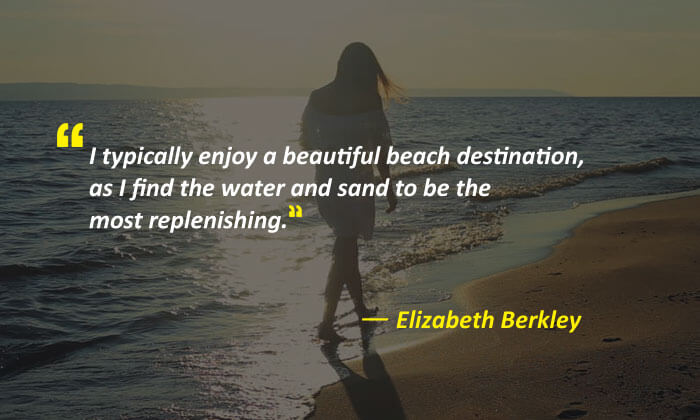 “I typically enjoy a beautiful beach destination,
as I find the water and sand to be the
most replenishing.”
— Elizabeth Berkley